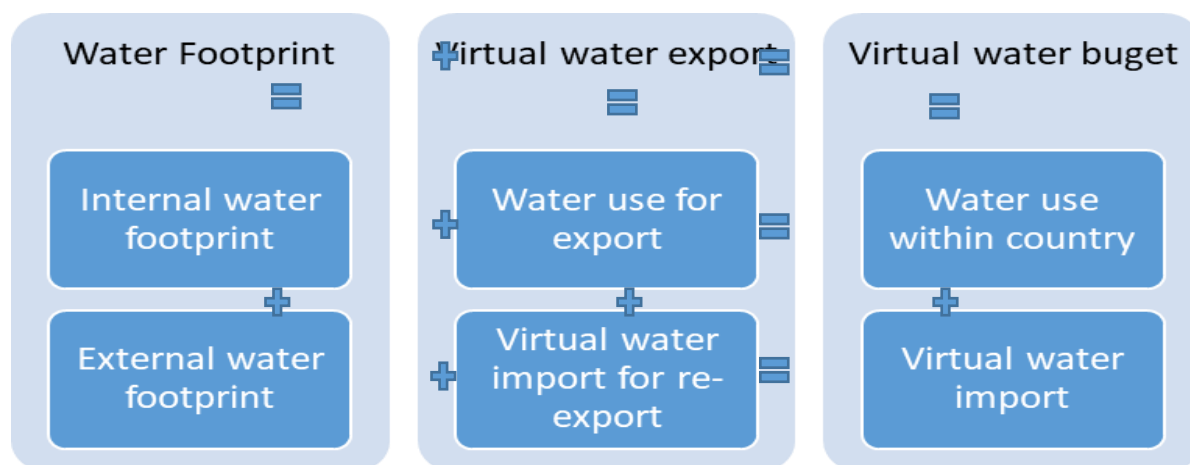 Water Footprint
Virtual water export
Virtual water buget
Internal water
footprint
Water use for
export
Water use
within country
External water
footprint
Virtual water
import for re-
export
Virtual water
import